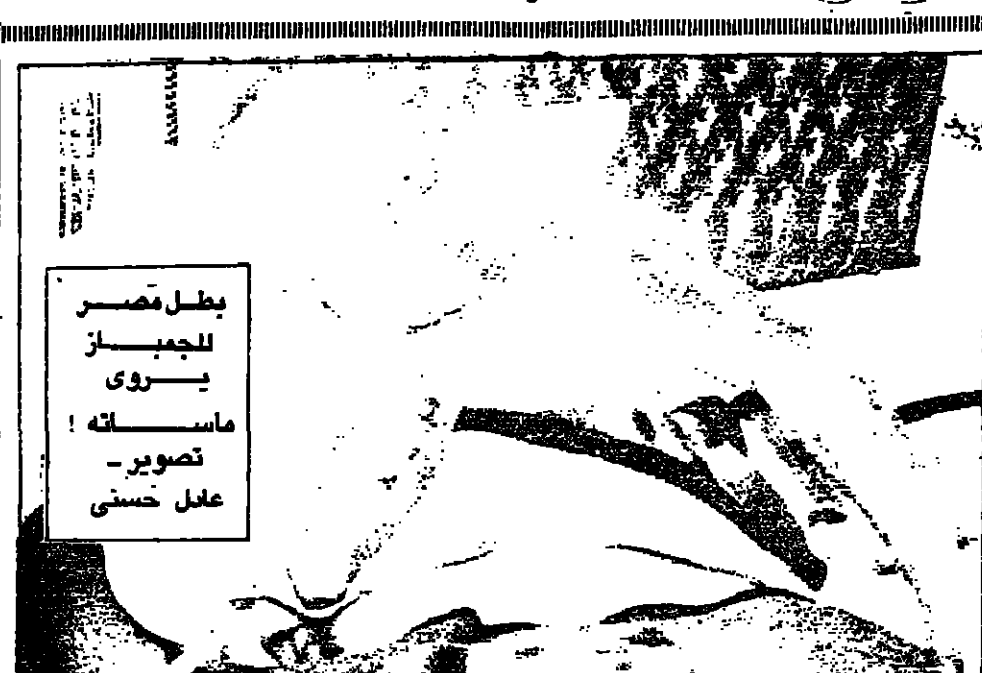 بطل مصر
للجمباز
يروى
ماساته !
تصوير -
عادل حسنى